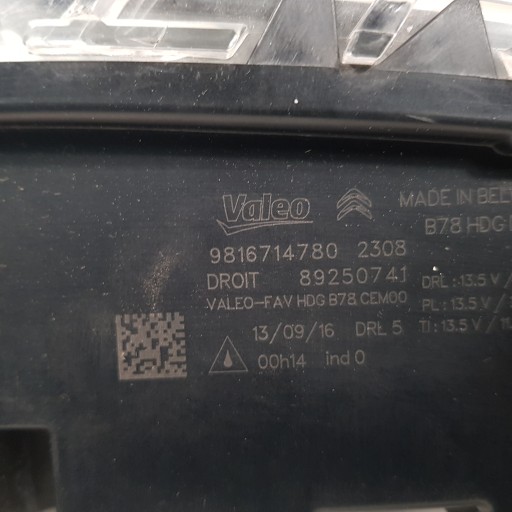 Valeo MADE IN
B78 HDG
9816714780 2308
DROIT 89250741 DRL : 13.5 V /
VALEO-FAV HDG B78 CEM00 PL : 13.5 V /
13/09/16 DRL 5 TI : 13.5 V /
00h14 ind 0